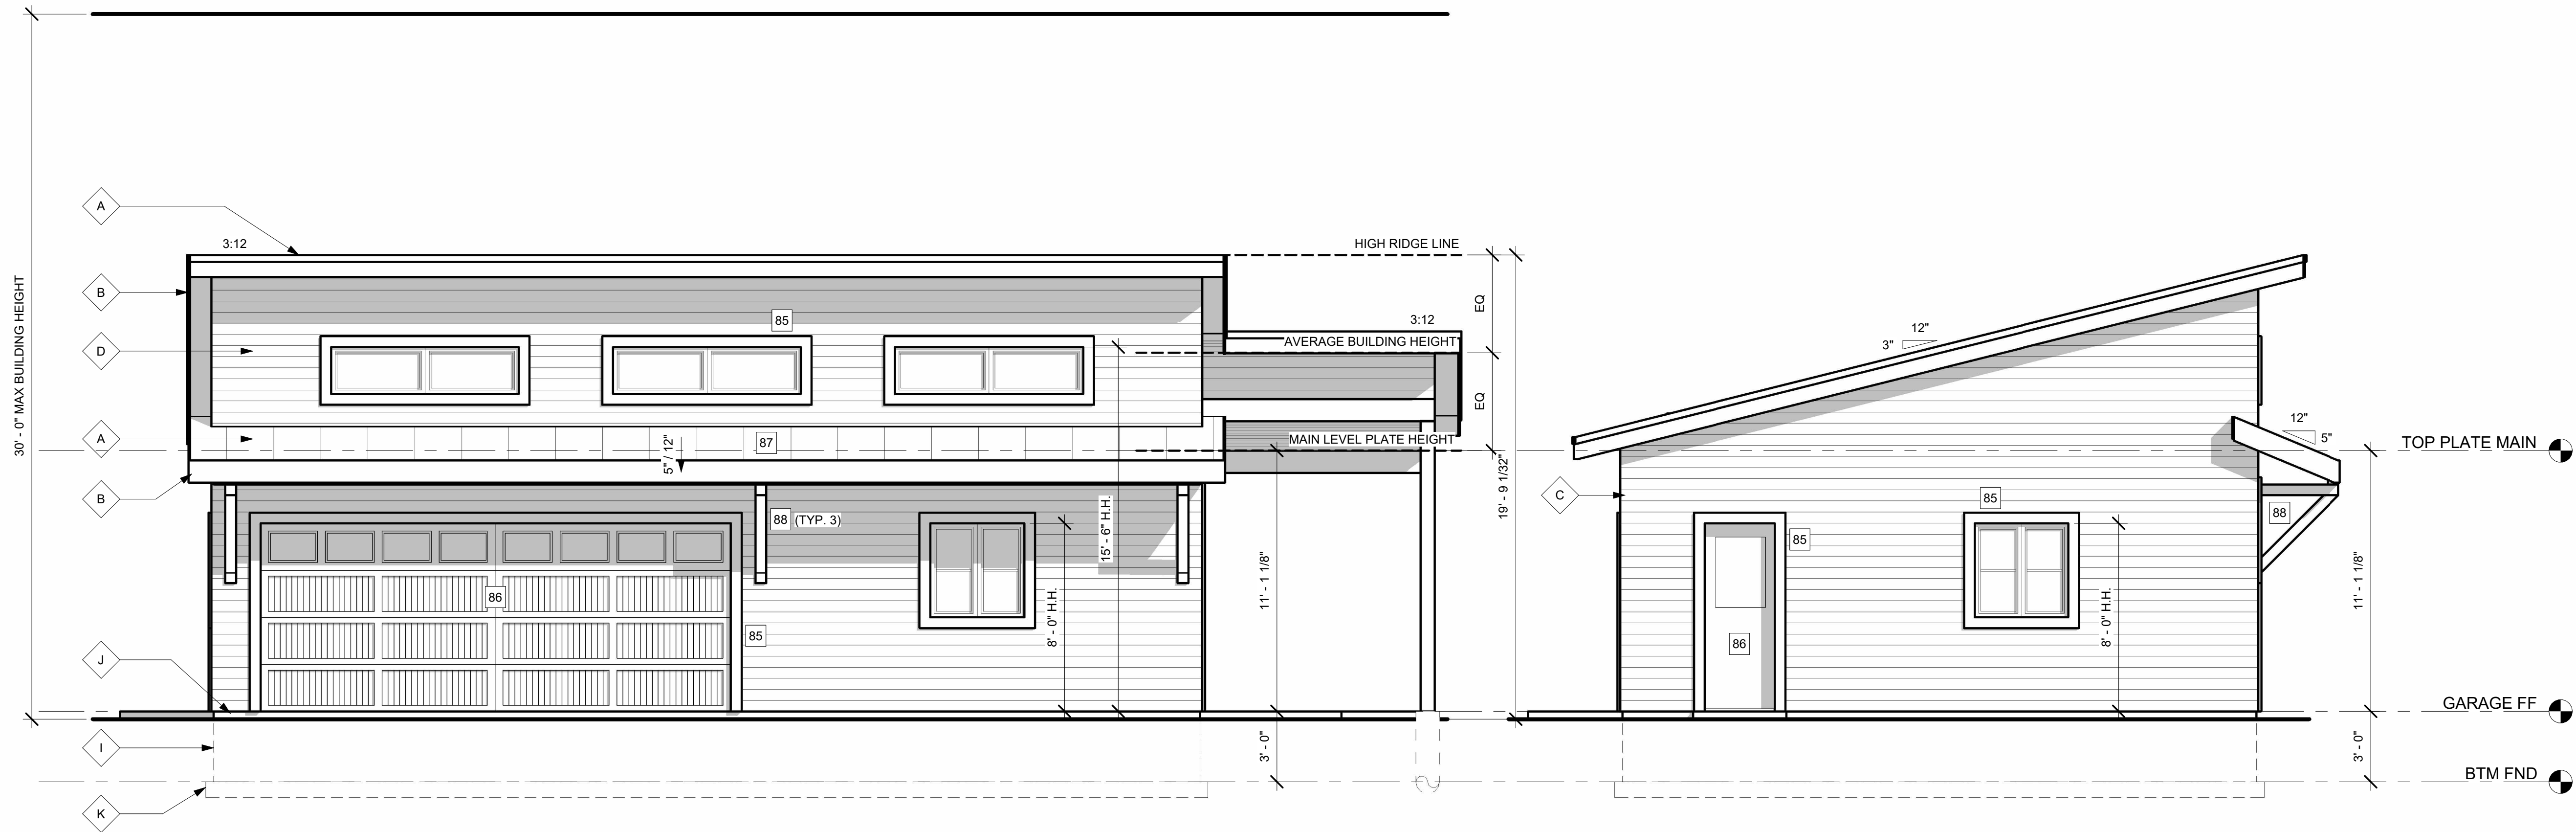 30' - 0" MAX BUILDING HEIGHT
A
B
D
A
B
J
I
K
3:12
85
87
5" / 12"
88 (TYP. 3)
86
85
8' - 0" H.H.
15' - 6" H.H.
HIGH RIDGE LINE
3:12
AVERAGE BUILDING HEIGHT
MAIN LEVEL PLATE HEIGHT
EQ
EQ
19' - 9 1/32"
11' - 1 1/8"
3' - 0"
C
12"
3"
12"
5"
85
85
86
88
8' - 0" H.H.
11' - 1 1/8"
3' - 0"
TOP PLATE MAIN
GARAGE FF
BTM FND